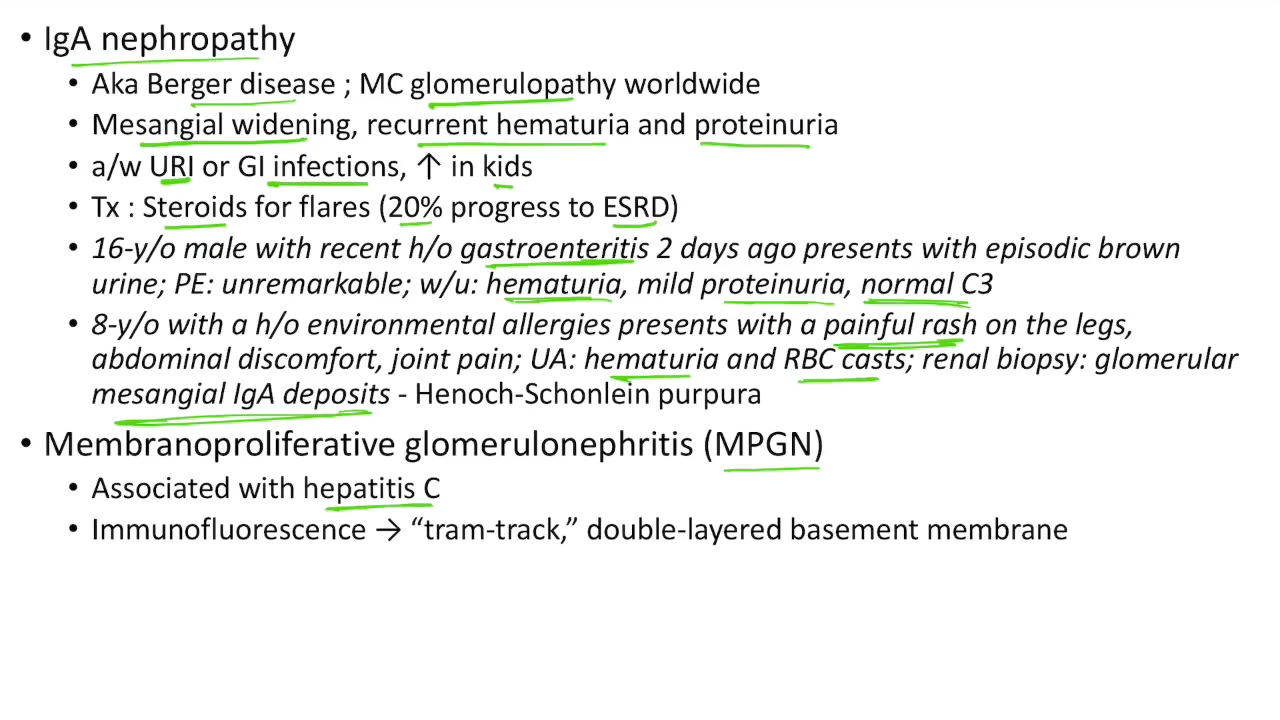 • IgA nephropathy
• Aka Berger disease ; MC glomerulopathy worldwide
• Mesangial widening, recurrent hematuria and proteinuria
• a/w URI or GI infections, ↑ in kids
• Tx : Steroids for flares (20% progress to ESRD)
• 16-y/o male with recent h/o gastroenteritis 2 days ago presents with episodic brown
urine; PE: unremarkable; w/u: hematuria, mild proteinuria, normal C3
• 8-y/o with a h/o environmental allergies presents with a painful rash on the legs,
abdominal discomfort, joint pain; UA: hematuria and RBC casts; renal biopsy: glomerular
mesangial IgA deposits - Henoch-Schonlein purpura
• Membranoproliferative glomerulonephritis (MPGN)
• Associated with hepatitis C
• Immunofluorescence → “tram-track,” double-layered basement membrane